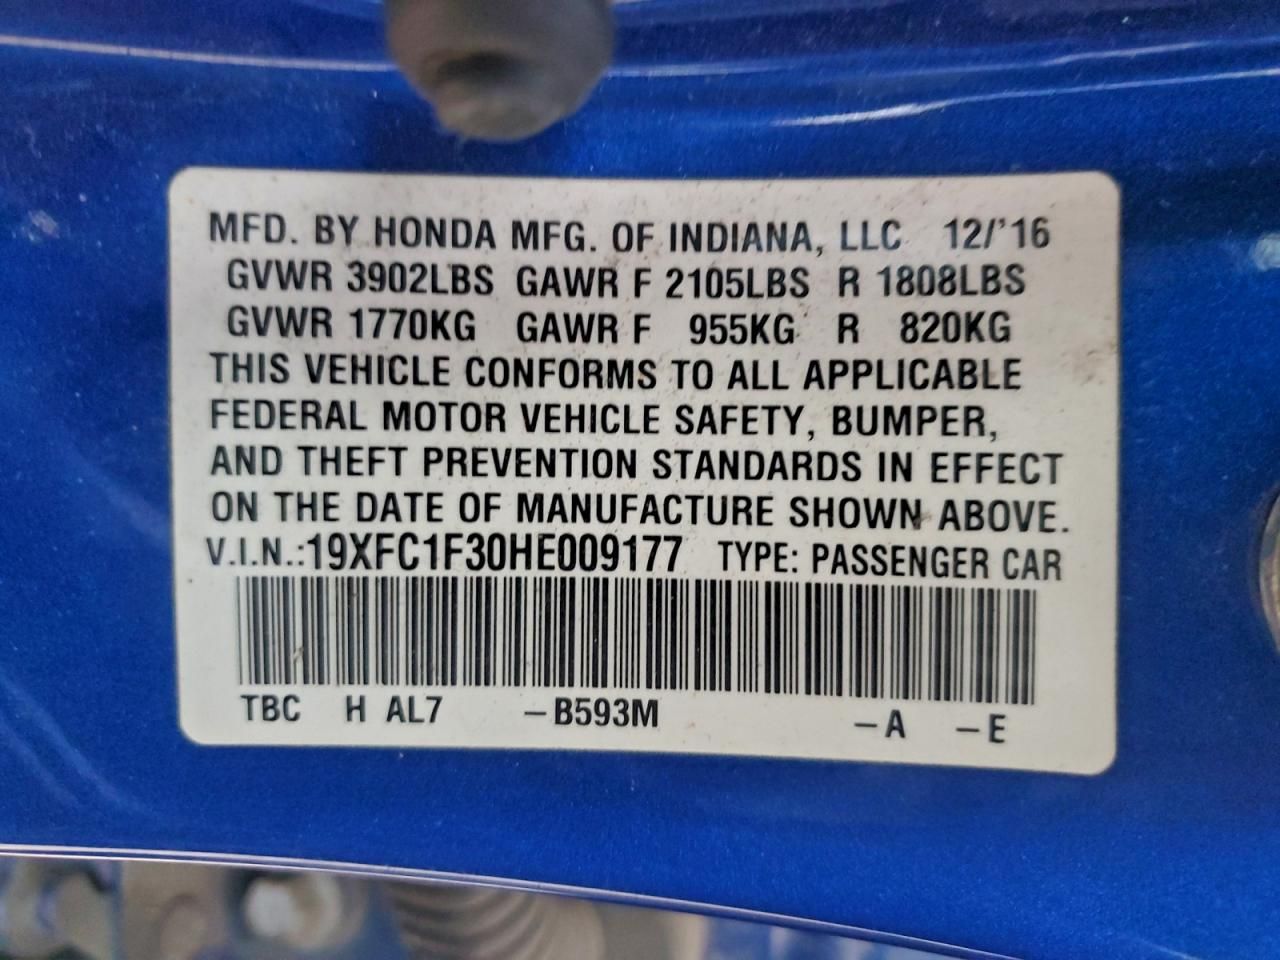 MFD. BY HONDA MFG. OF INDIANA, LLC 12/'16
GVWR 3902LBS GAWR F 2105LBS R 1808LBS
GVWR 1770KG GAWR F 955KG R 820KG
THIS VEHICLE CONFORMS TO ALL APPLICABLE
FEDERAL MOTOR VEHICLE SAFETY, BUMPER,
AND THEFT PREVENTION STANDARDS IN EFFECT
ON THE DATE OF MANUFACTURE SHOWN ABOVE.
V.I.N.:19XFC1F30HE009177 TYPE: PASSENGER CAR
TBC H AL7 -B593M -A -E